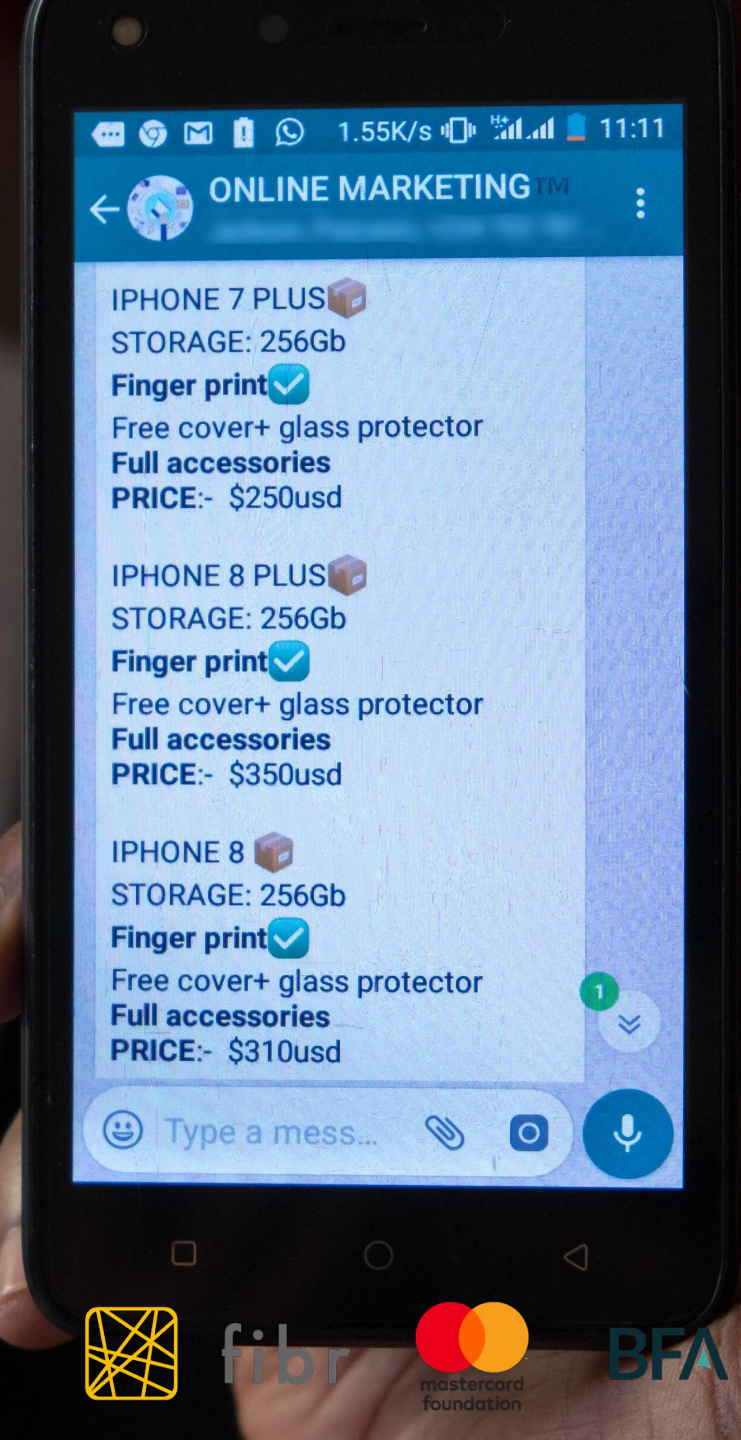 1.55K/s H+ 11:11
ONLINE MARKETING™
IPHONE 7 PLUS📦
STORAGE: 256Gb
Finger print☑
Free cover+ glass protector
Full accessories
PRICE:- $250usd
IPHONE 8 PLUS📦
STORAGE: 256Gb
Finger print☑
Free cover+ glass protector
Full accessories
PRICE:- $350usd
IPHONE 8 📦
STORAGE: 256Gb
Finger print☑
Free cover+ glass protector
Full accessories
PRICE:- $310usd
1
Type a mess...
fibr
mastercard
foundation
BFA